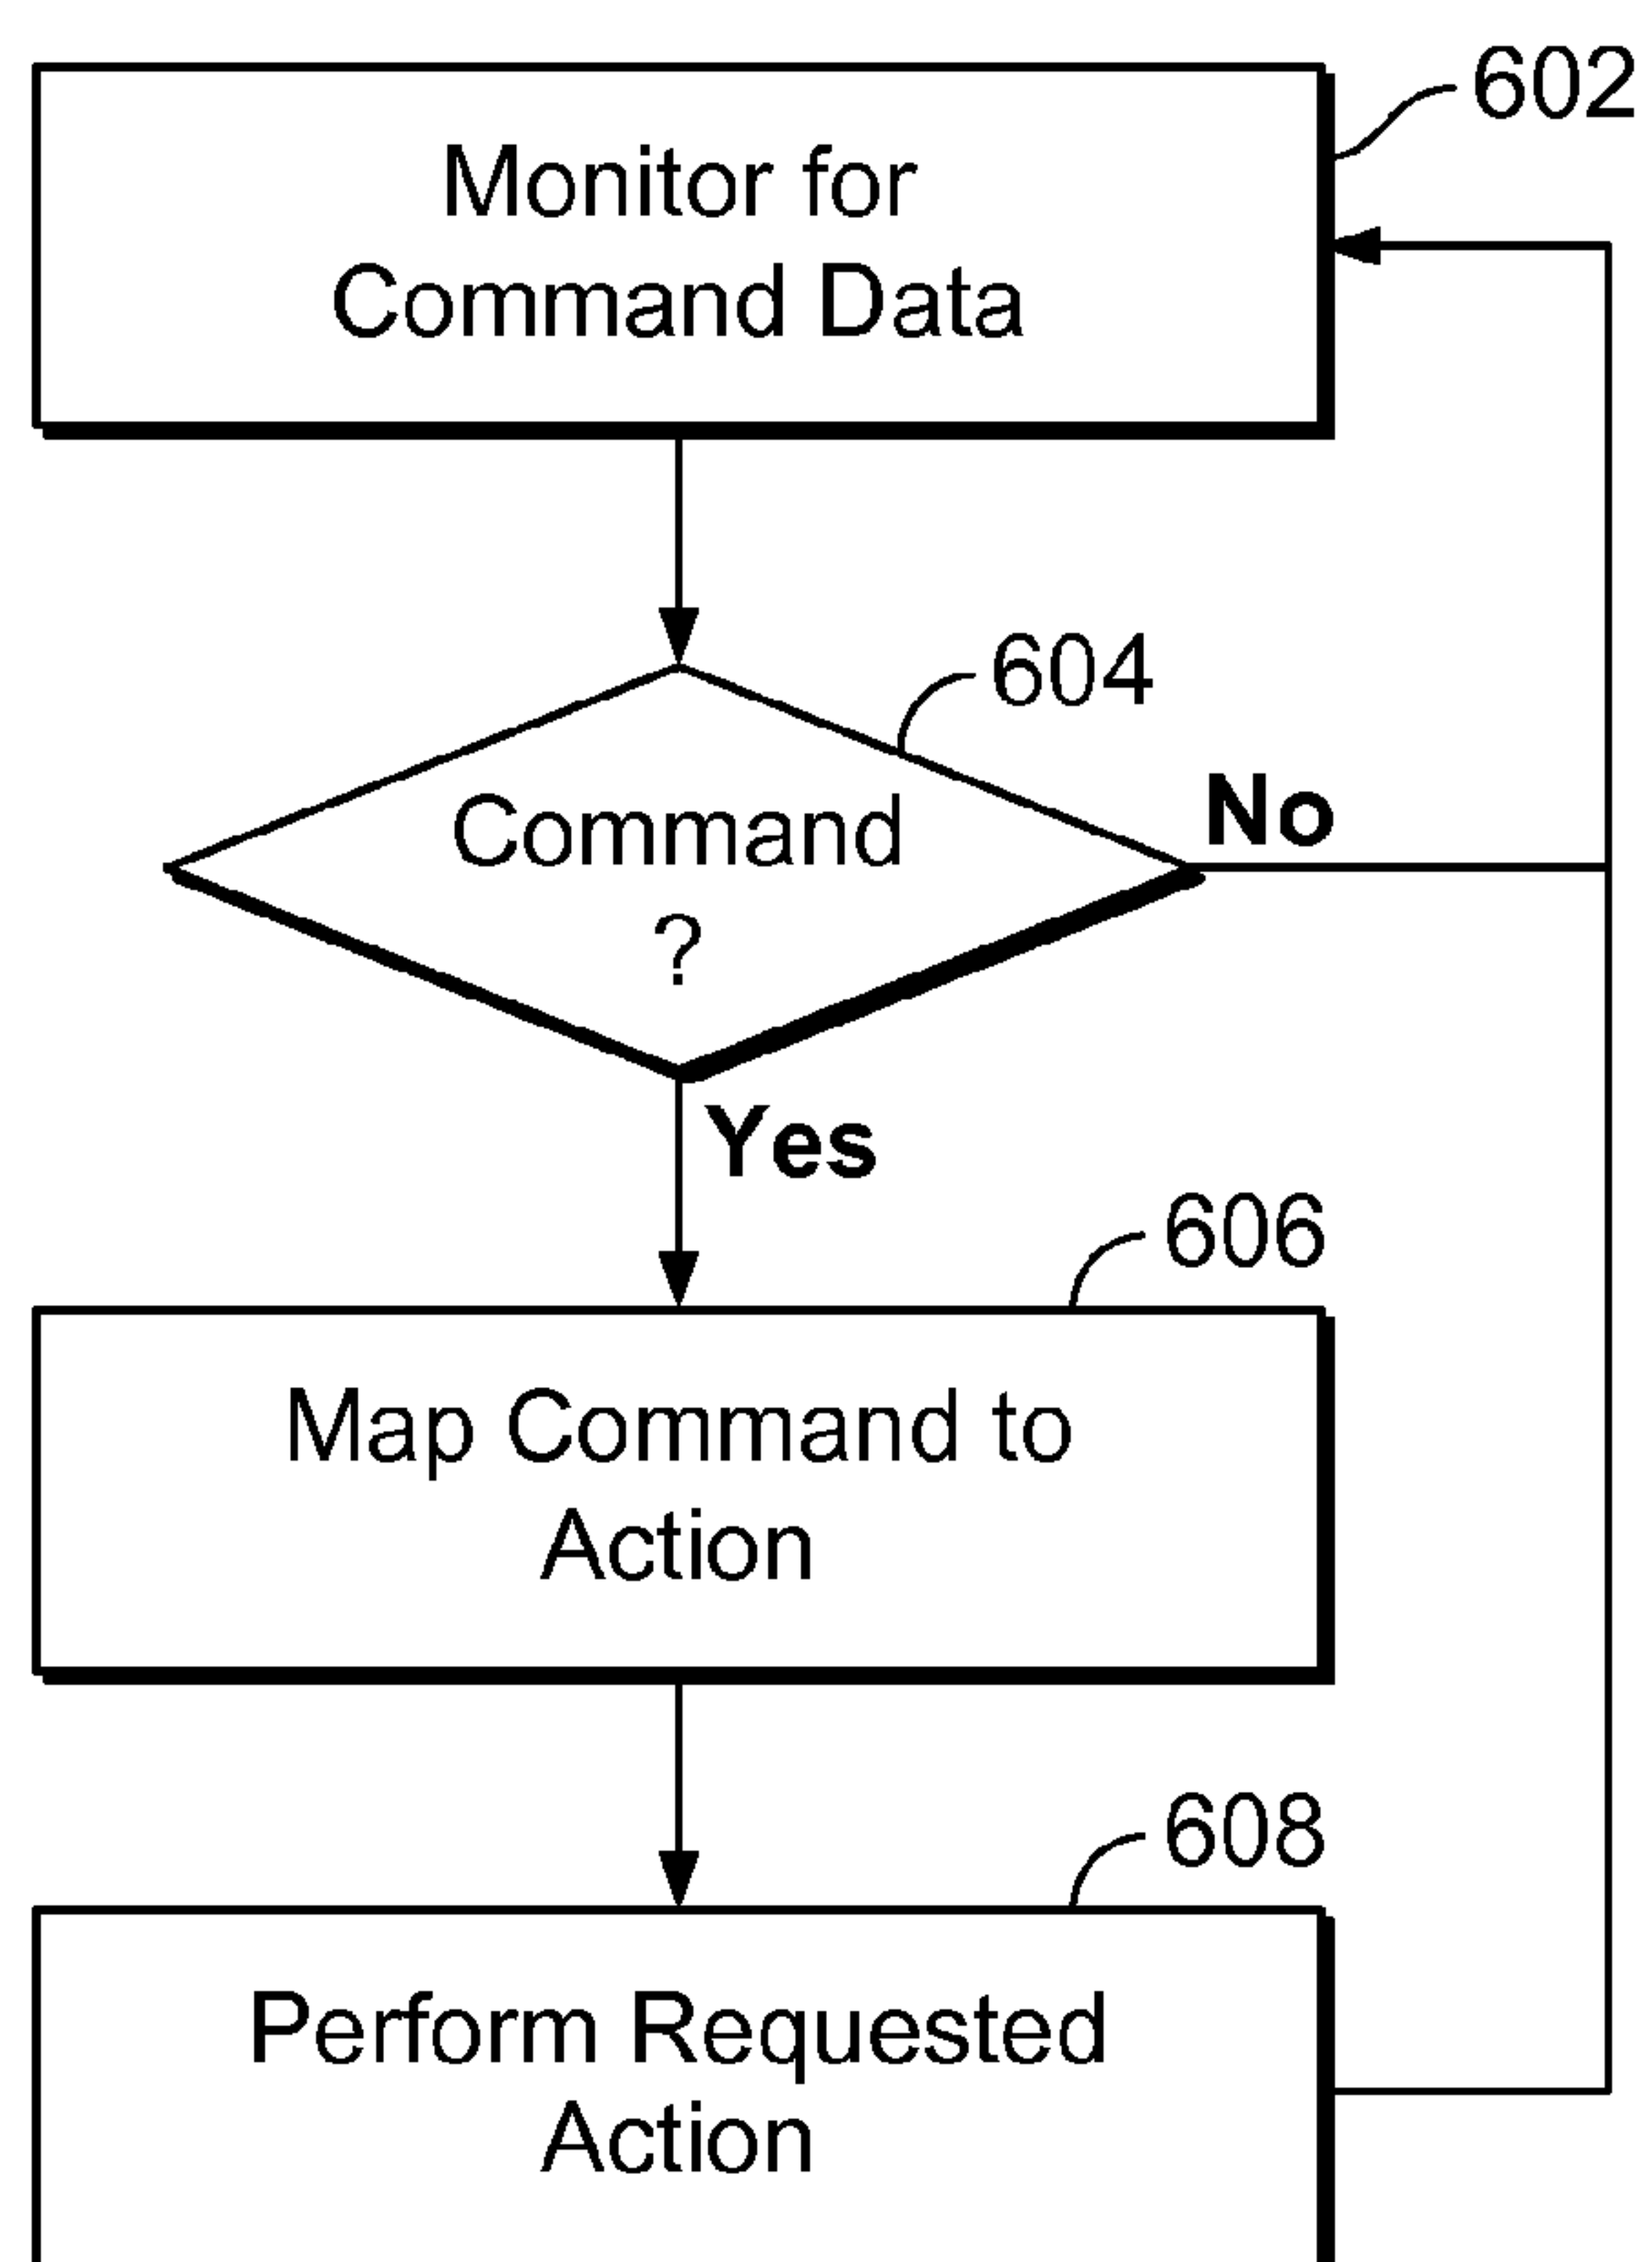 602
Monitor for
Command Data
604
Command
?
No
Yes
606
Map Command to
Action
608
Perform Requested
Action